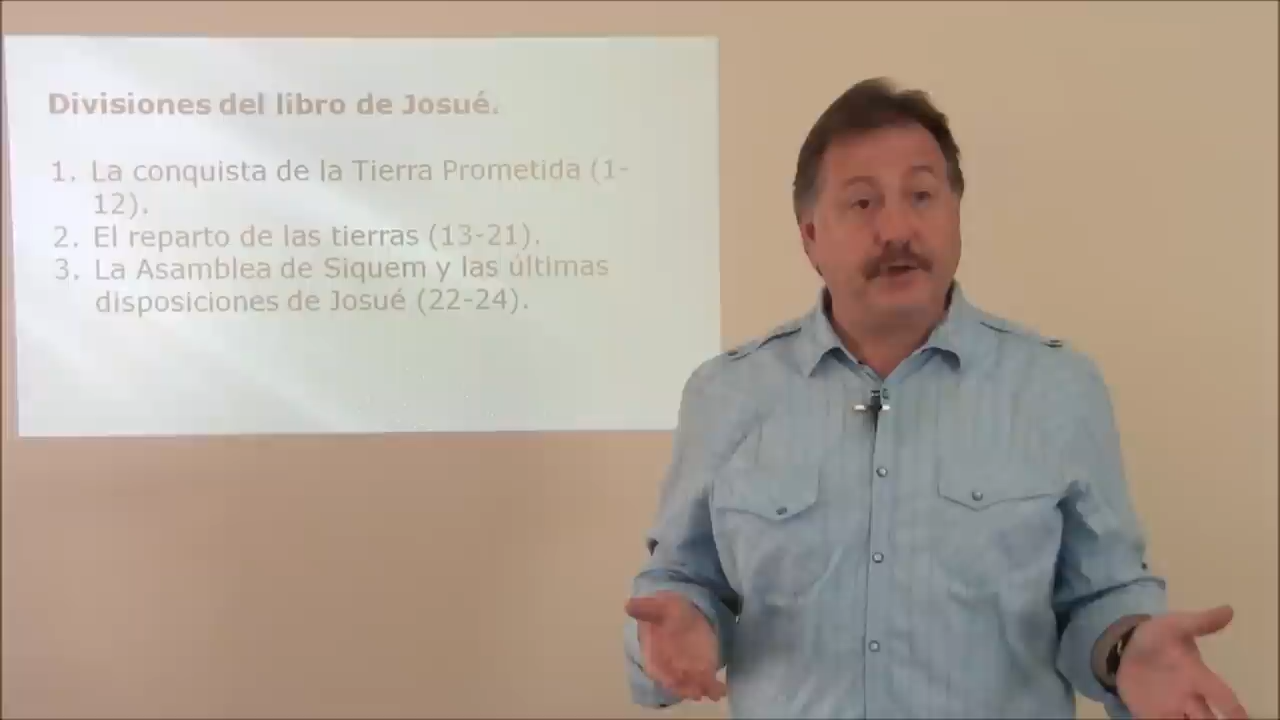 Divisiones del libro de Josué.
1. La conquista de la Tierra Prometida (1-
12).
2. El reparto de las tierras (13-21).
3. La Asamblea de Siquem y las últimas
disposiciones de Josué (22-24).